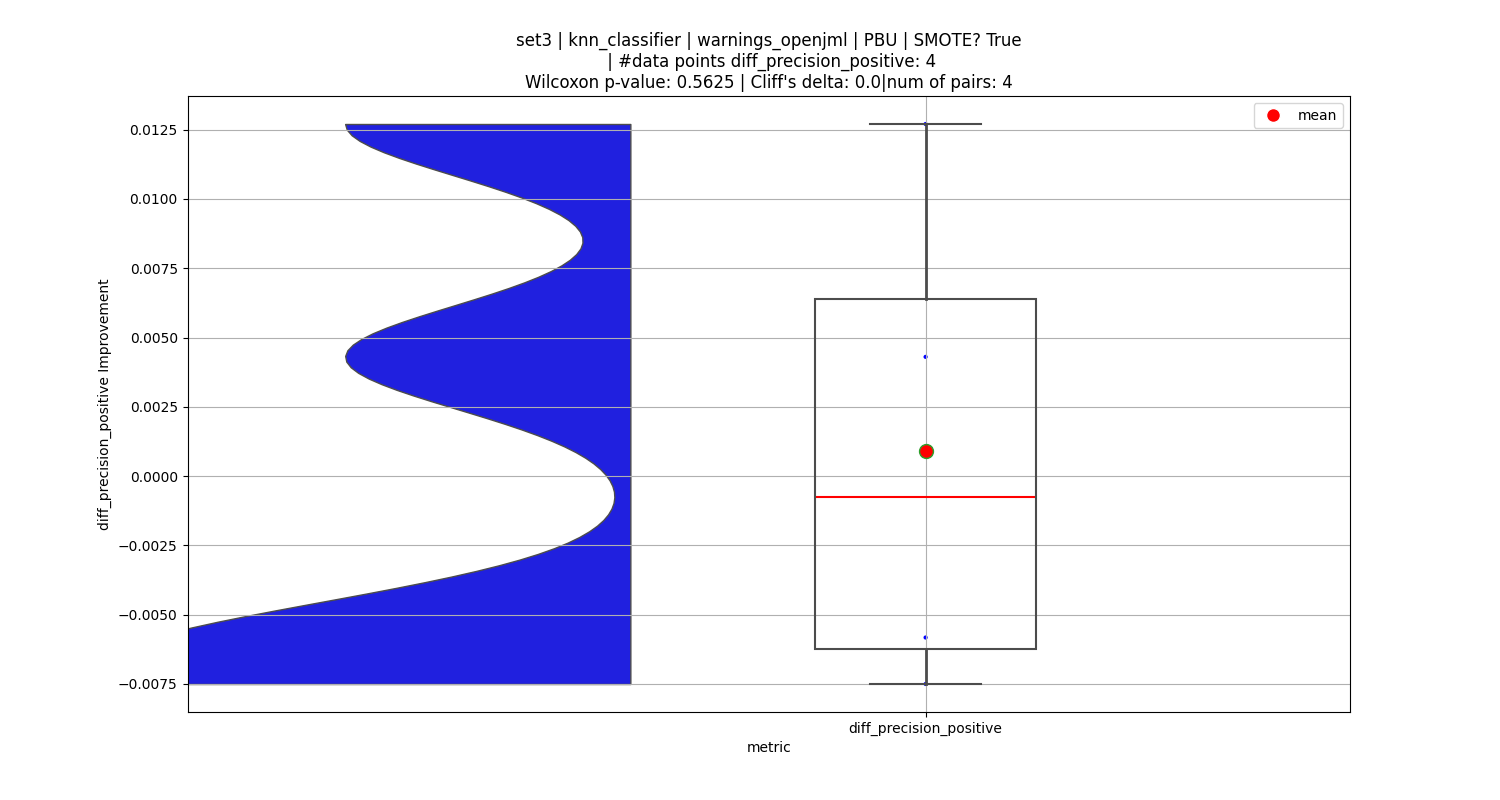 set3 | knn_classifier | warnings_openjml | PBU | SMOTE? True
| #data points diff_precision_positive: 4
Wilcoxon p-value: 0.5625 | Cliff's delta: 0.0|num of pairs: 4
mean
0.0125
0.0100
0.0075
0.0050
0.0025
0.0000
−0.0025
−0.0050
−0.0075
diff_precision_positive Improvement
diff_precision_positive
metric